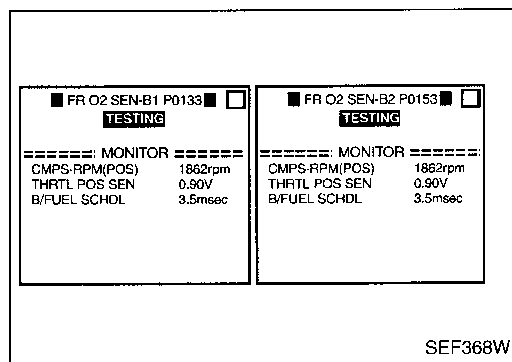 FR O2 SEN-B1 P0133
TESTING
====== MONITOR ======
CMPS-RPM(POS) 1862rpm
THRTL POS SEN 0.90V
B/FUEL SCHDL 3.5msec
FR O2 SEN-B2 P0153
TESTING
====== MONITOR ======
CMPS-RPM(POS) 1862rpm
THRTL POS SEN 0.90V
B/FUEL SCHDL 3.5msec
SEF368W